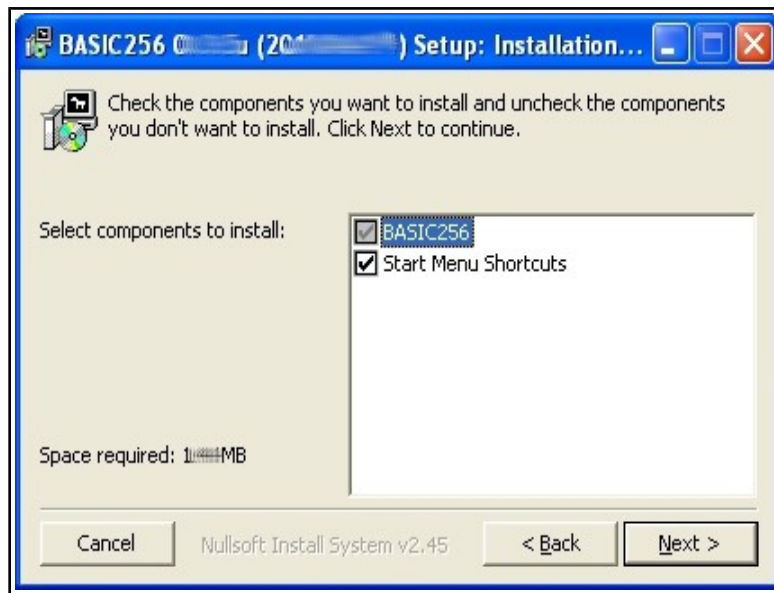 BASIC256 (20 ) Setup: Installation...
Check the components you want to install and uncheck the components
you don't want to install. Click Next to continue.
Select components to install:
BASIC256
Start Menu Shortcuts
Space required: MB
Cancel
Nullsoft Install System v2.45
< Back
Next >